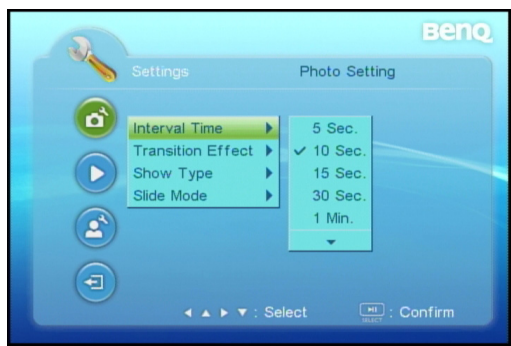 BenQ
Settings
Photo Setting
Interval Time
Transition Effect
Show Type
Slide Mode
5 Sec.
✓ 10 Sec.
15 Sec.
30 Sec.
1 Min.
: Select
SELECT
: Confirm